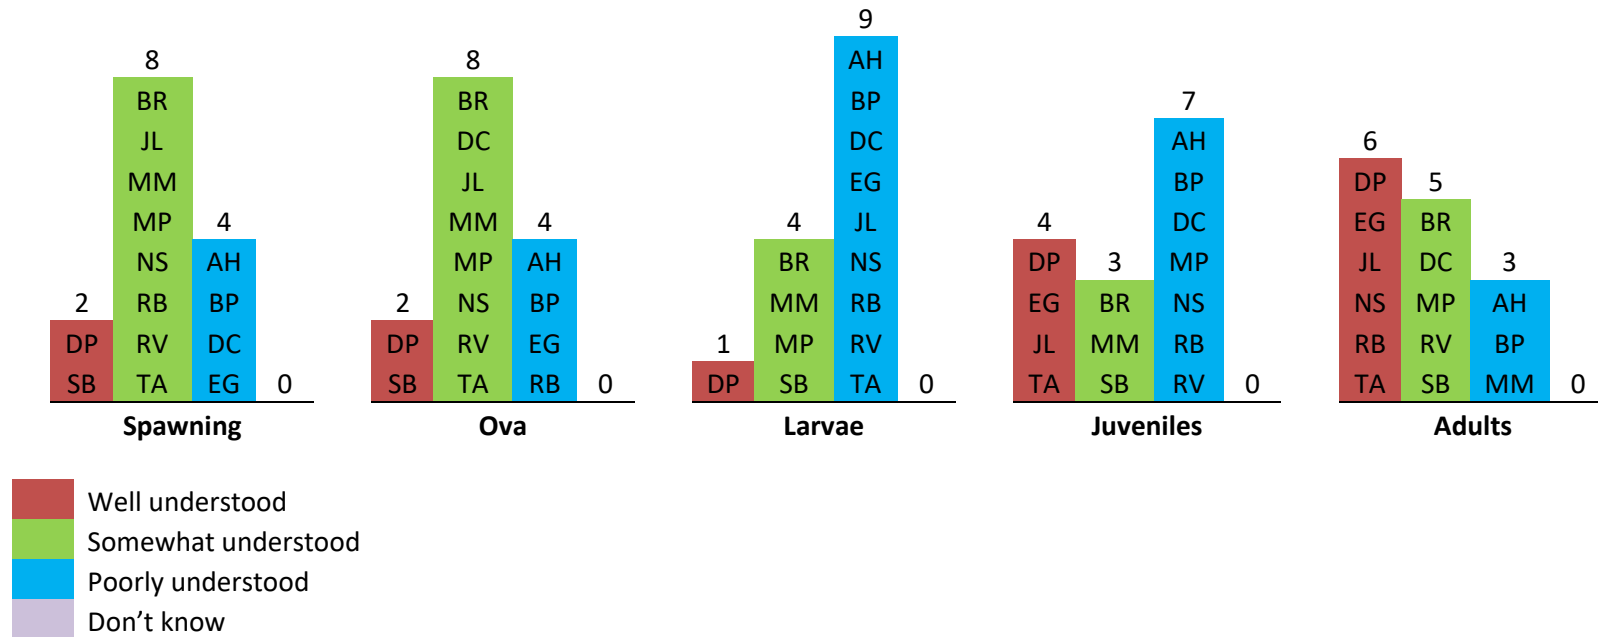 2
DP
SB
8
BR
JL
MM
MP
NS
RB
RV
TA
4
AH
BP
DC
EG
0
Spawning
2
DP
SB
8
BR
DC
JL
MM
MP
NS
RV
TA
4
AH
BP
EG
RB
0
Ova
1
DP
4
BR
MM
MP
SB
9
AH
BP
DC
EG
JL
NS
RB
RV
TA
0
Larvae
4
DP
EG
JL
TA
3
BR
MM
SB
7
AH
BP
DC
MP
NS
RB
RV
0
Juveniles
6
DP
EG
JL
NS
RB
TA
5
BR
DC
MP
RV
SB
3
AH
BP
MM
0
Adults
Well understood
Somewhat understood
Poorly understood
Don’t know